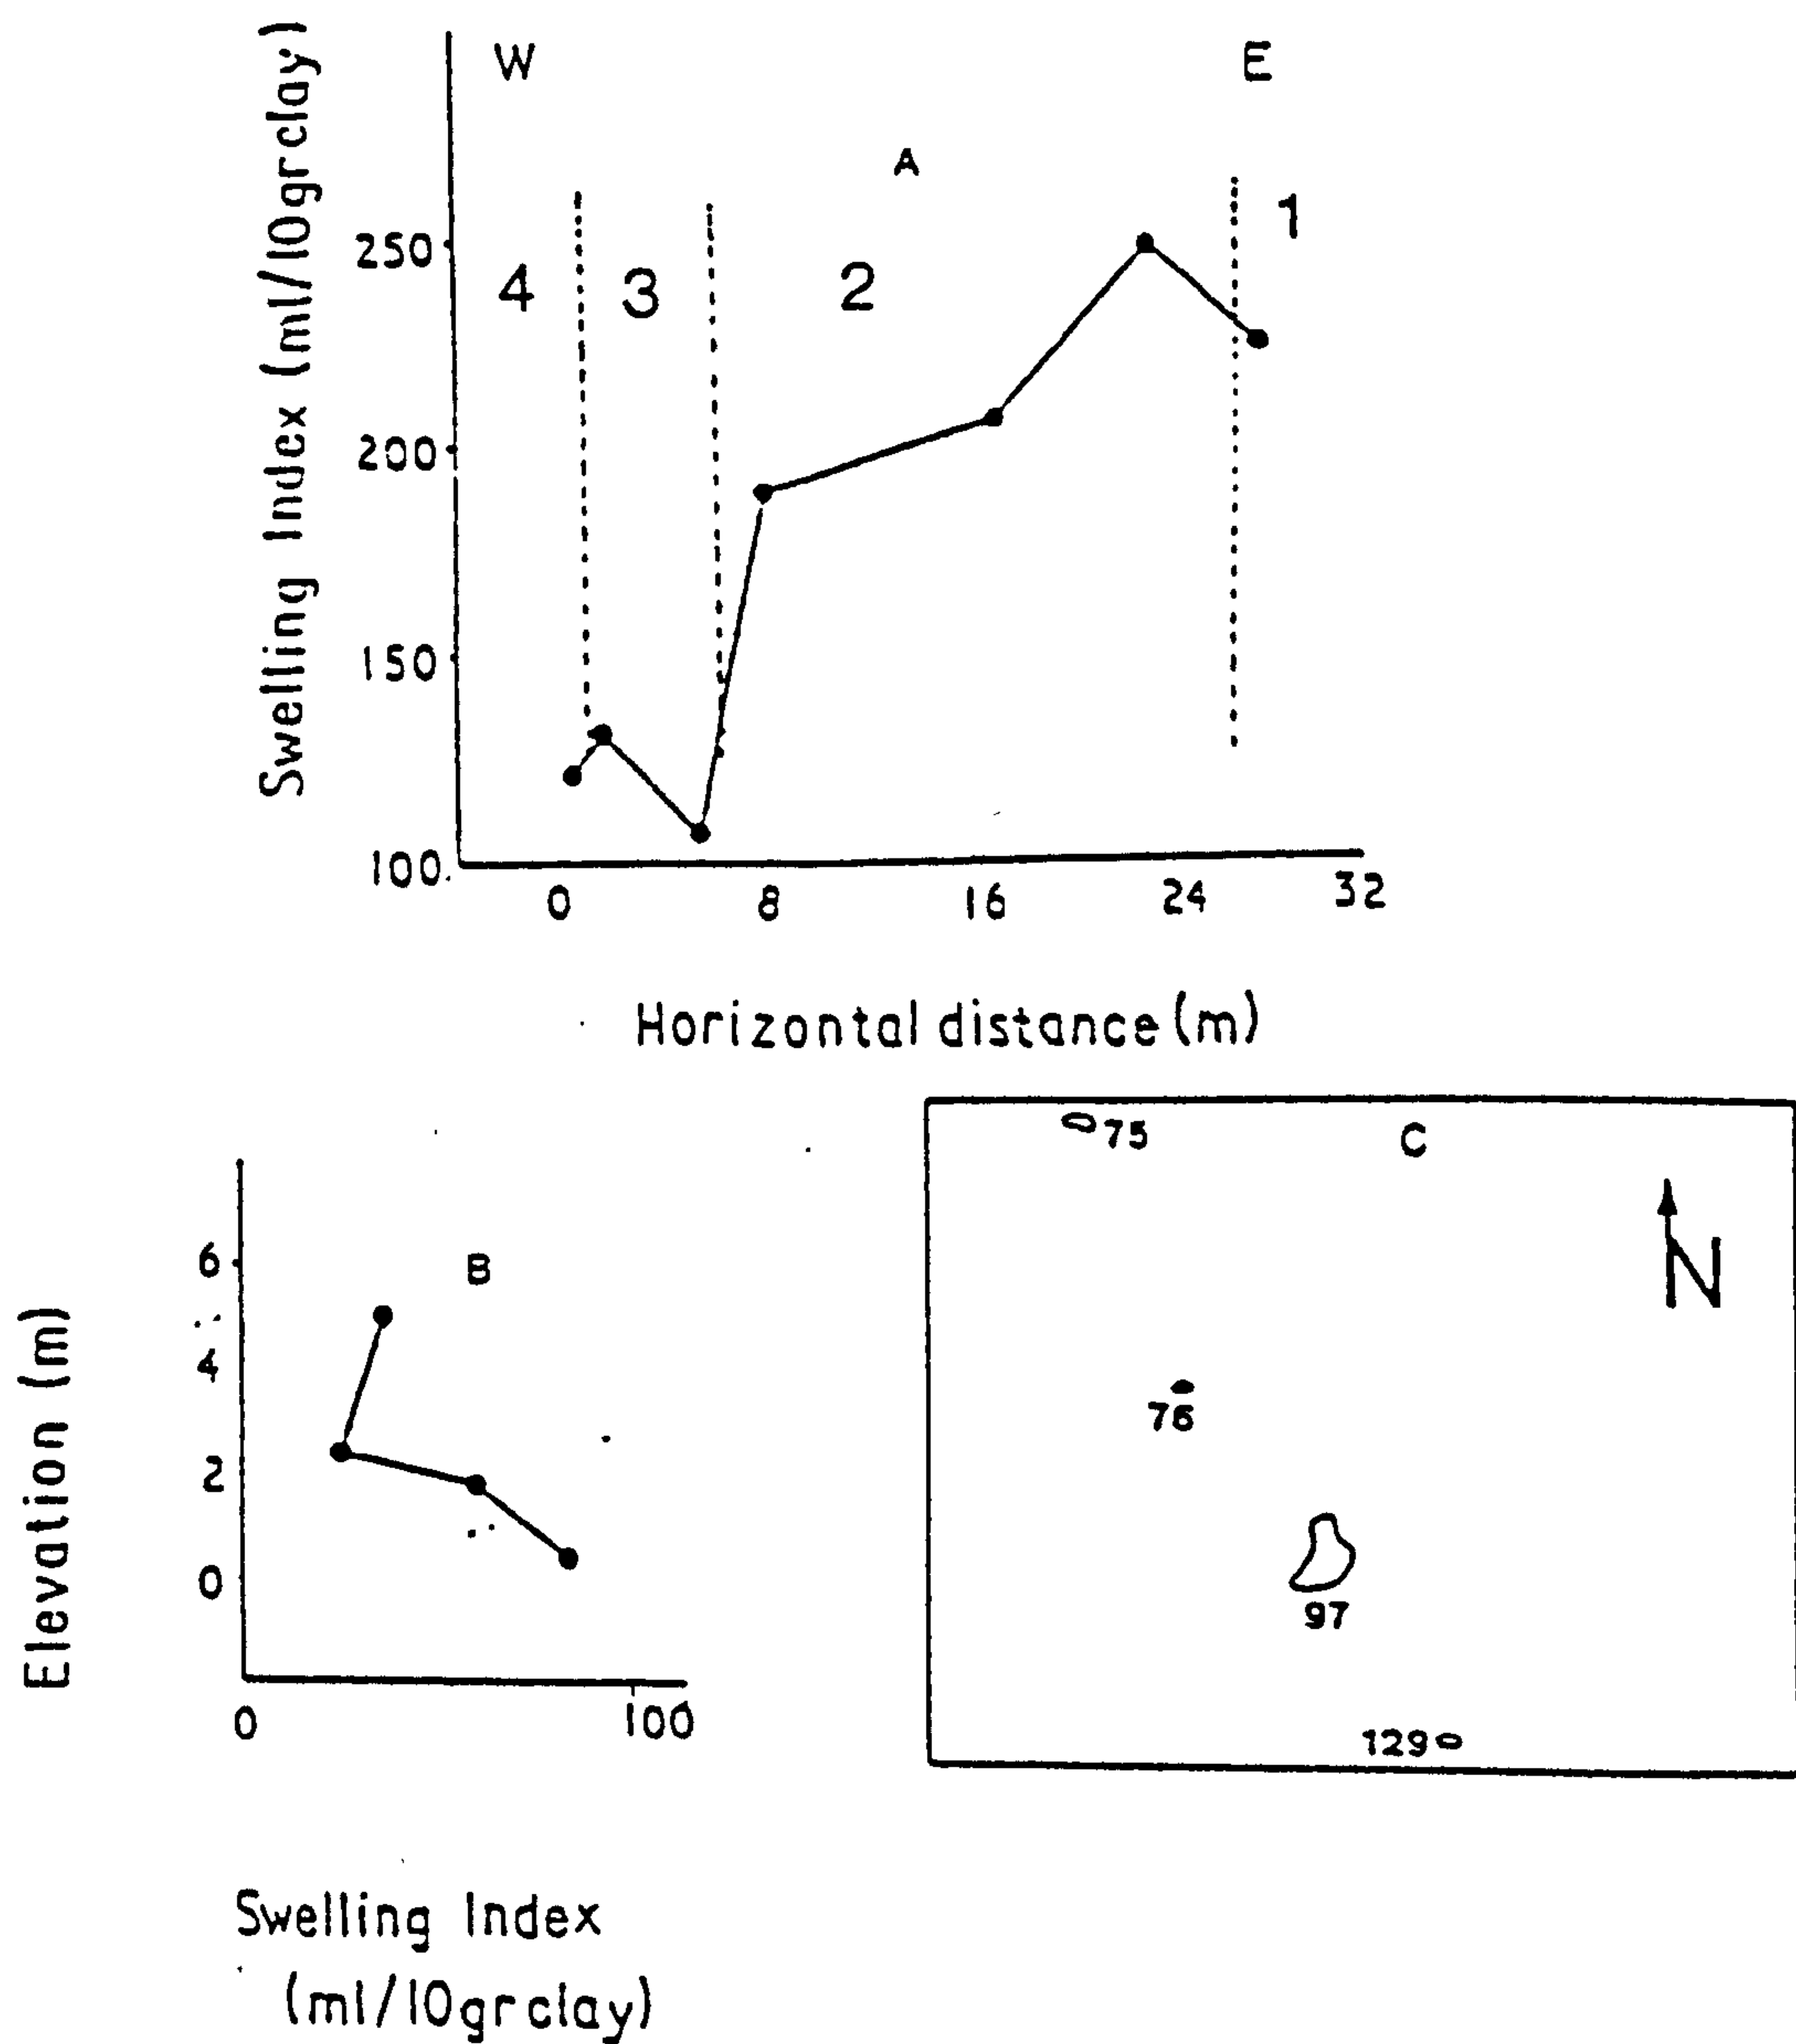 W E
A
1
4 3 2
Swelling Index (ml/10grclay)
250
200
150
100
0 8 16 24 32
Horizontal distance (m)
B
Elevation (m)
6
4
2
0
0 100
Swelling Index
(ml/10grclay)
75
C
N
76
97
129